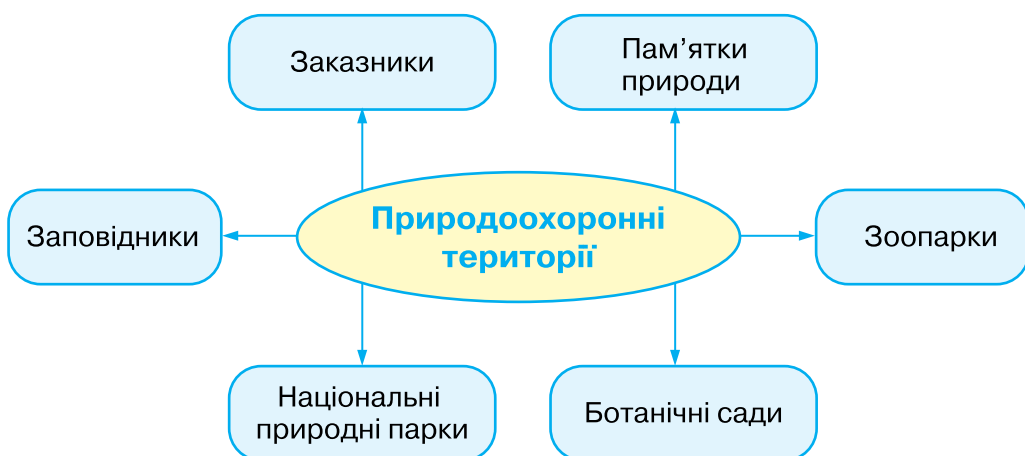 Заказники
Пам’ятки
природи
Заповідники
Природоохоронні
території
Зоопарки
Національні
природні парки
Ботанічні сади